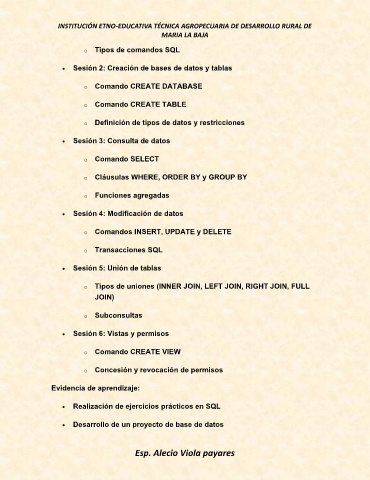 INSTITUCIÓN ETNO-EDUCATIVA TÉCNICA AGROPECUARIA DE DESARROLLO RURAL DE
MARIA LA BAJA
o Tipos de comandos SQL
• Sesión 2: Creación de bases de datos y tablas
o Comando CREATE DATABASE
o Comando CREATE TABLE
o Definición de tipos de datos y restricciones
• Sesión 3: Consulta de datos
o Comando SELECT
o Cláusulas WHERE, ORDER BY y GROUP BY
o Funciones agregadas
• Sesión 4: Modificación de datos
o Comandos INSERT, UPDATE y DELETE
o Transacciones SQL
• Sesión 5: Unión de tablas
o Tipos de uniones (INNER JOIN, LEFT JOIN, RIGHT JOIN, FULL
JOIN)
o Subconsultas
• Sesión 6: Vistas y permisos
o Comando CREATE VIEW
o Concesión y revocación de permisos
Evidencia de aprendizaje:
• Realización de ejercicios prácticos en SQL
• Desarrollo de un proyecto de base de datos
Esp. Alecio Viola payares